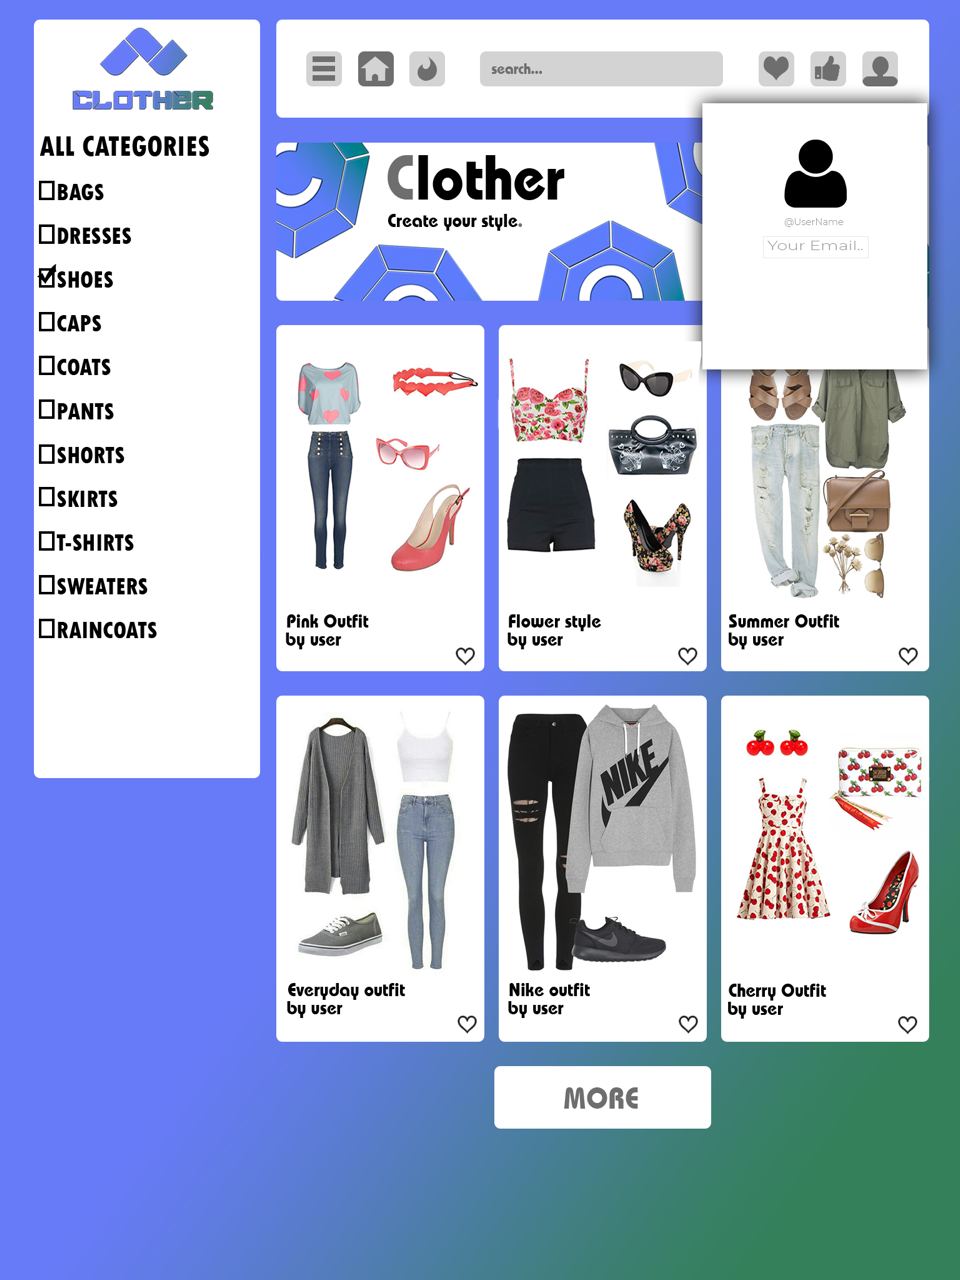 CLOTHER
ALL CATEGORIES
BAGS
DRESSES
SHOES
CAPS
COATS
PANTS
SHORTS
SKIRTS
T-SHIRTS
SWEATERS
RAINCOATS
search...
@UserName
Your Email..
Clother
Create your style.
Pink Outfit
by user
Flower style
by user
Summer Outfit
by user
NIKE
Everyday outfit
by user
Nike outfit
by user
Cherry Outfit
by user
MORE